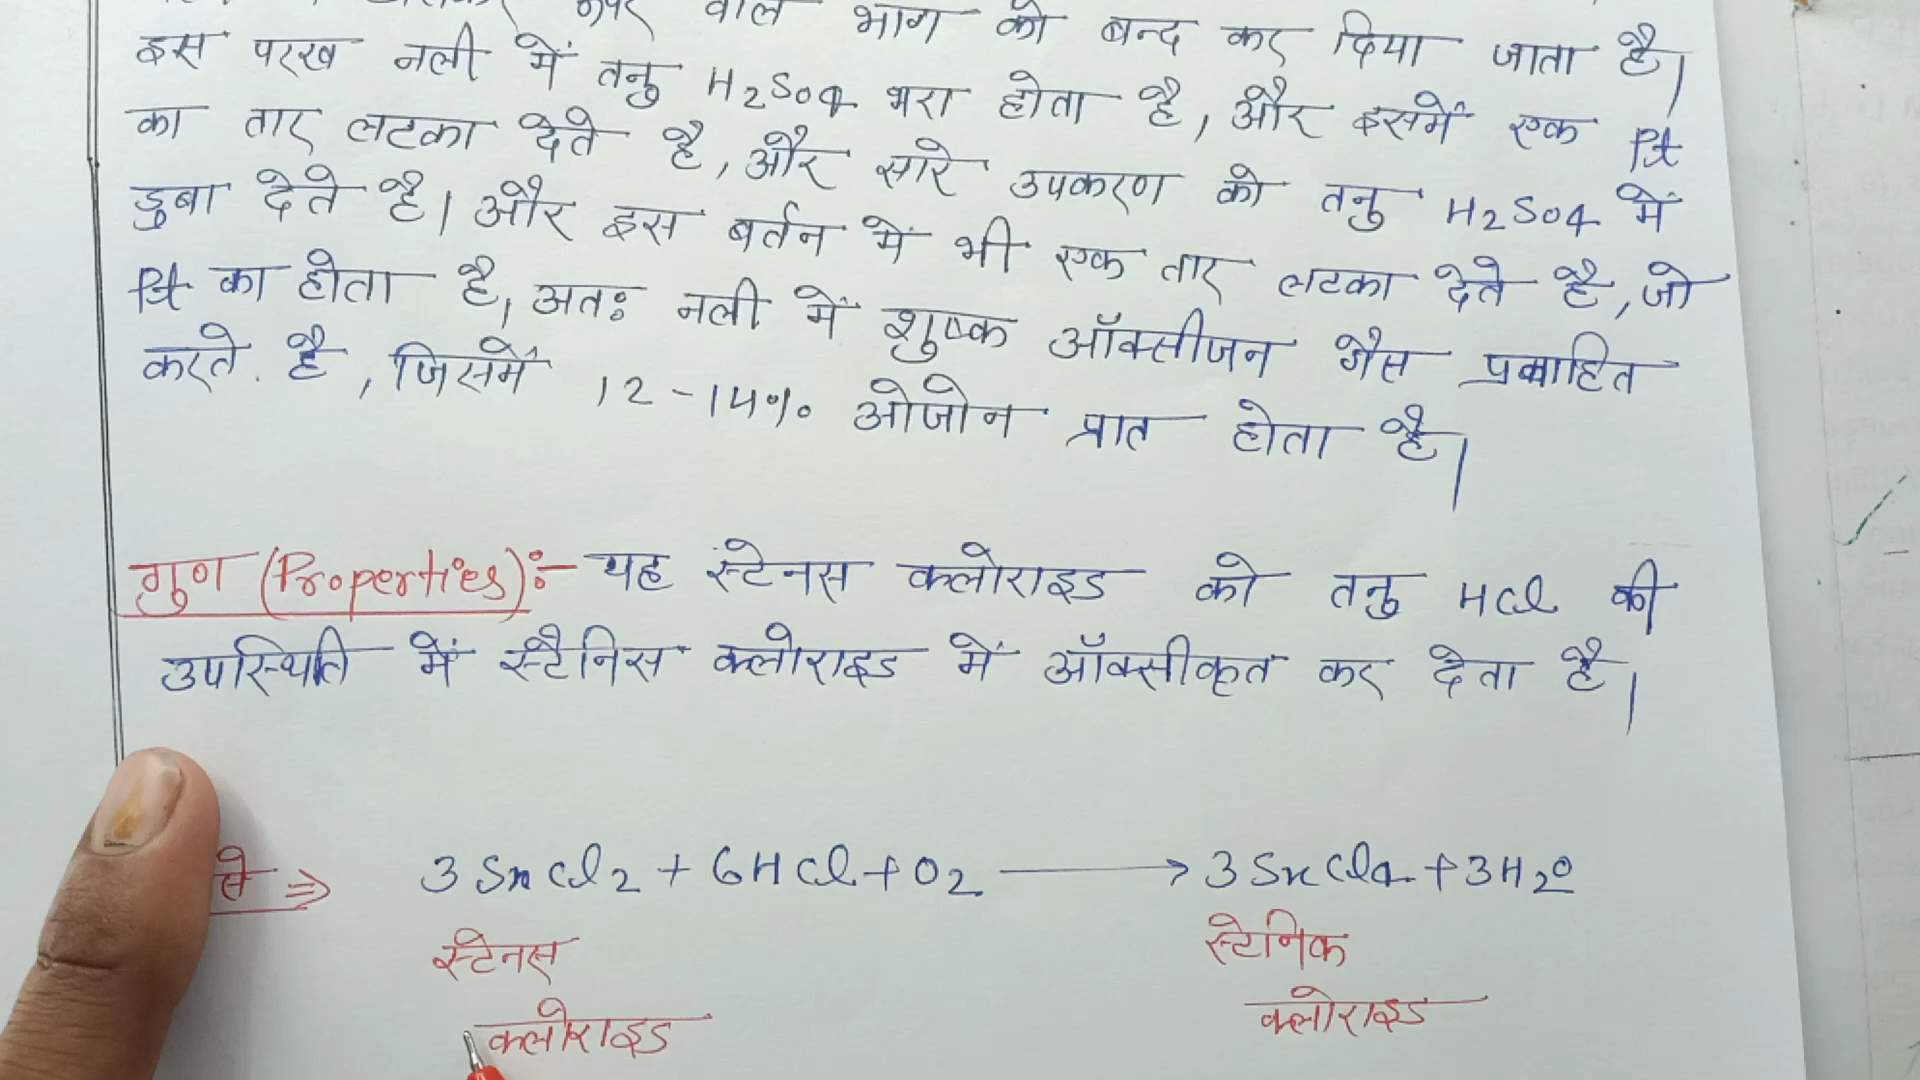 वाले भाग को बन्द कर दिया जाता है।
इस परख नली में तनु H2SO4 भरा होता है, और इसमें एक Pt
का तार लटका देते है, और सारे उपकरण को तनु H2SO4 में
डुबा देते है। और इस बर्तन में भी एक तार लटका देते है, जो
Pt का होता है, अतः नली में शुष्क ऑक्सीजन गैस प्रवाहित
करते है, जिसमें 12-14% ओजोन प्रात होता है।
गुण (Properties):- यह स्टेनस क्लोराइड को तनु HCl की
उपस्थिति में स्टैनिस क्लोराइड में ऑक्सीकृत कर देता है।
⇒ 3SnCl2 + 6HCl + O2 ⟶ 3SnCl4 + 3H2O
स्टेनस स्टेनिक
क्लोराइड क्लोराइड